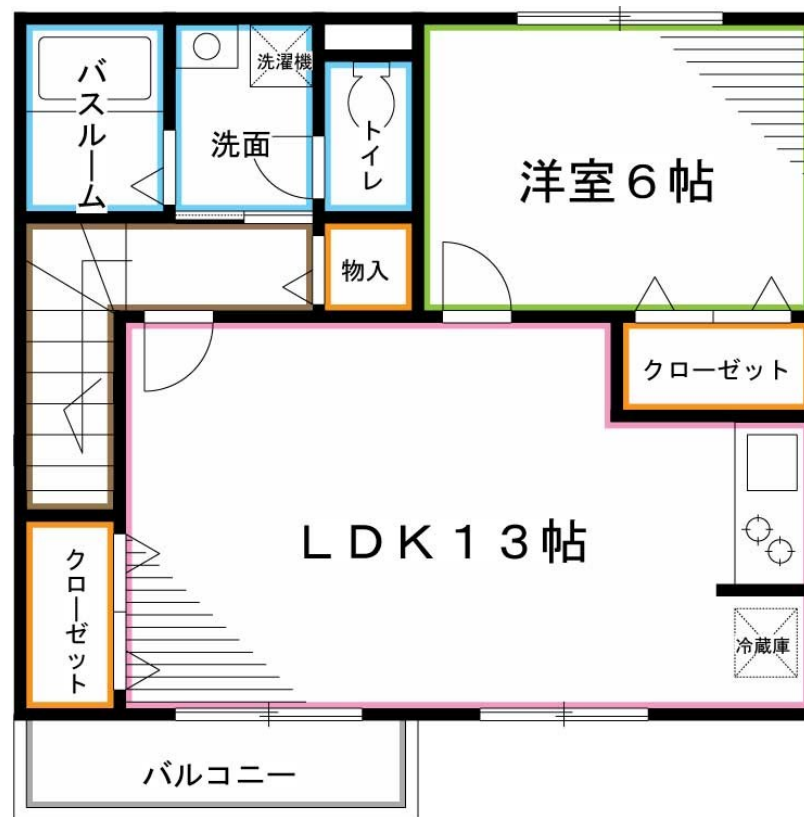 バスルーム
洗面
洗濯機
トイレ
洋室6帖
物入
クローゼット
LDK13帖
クローゼット
冷蔵庫
バルコニー